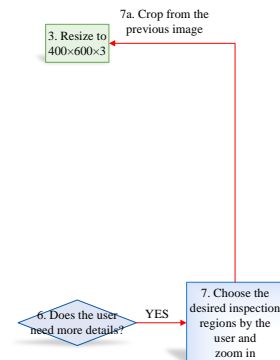 7a. Crop from the
previous image
3. Resize to
400×600×3
7. Choose the
desired inspection
regions by the
user and
zoom in
6. Does the user
need more details?
YES